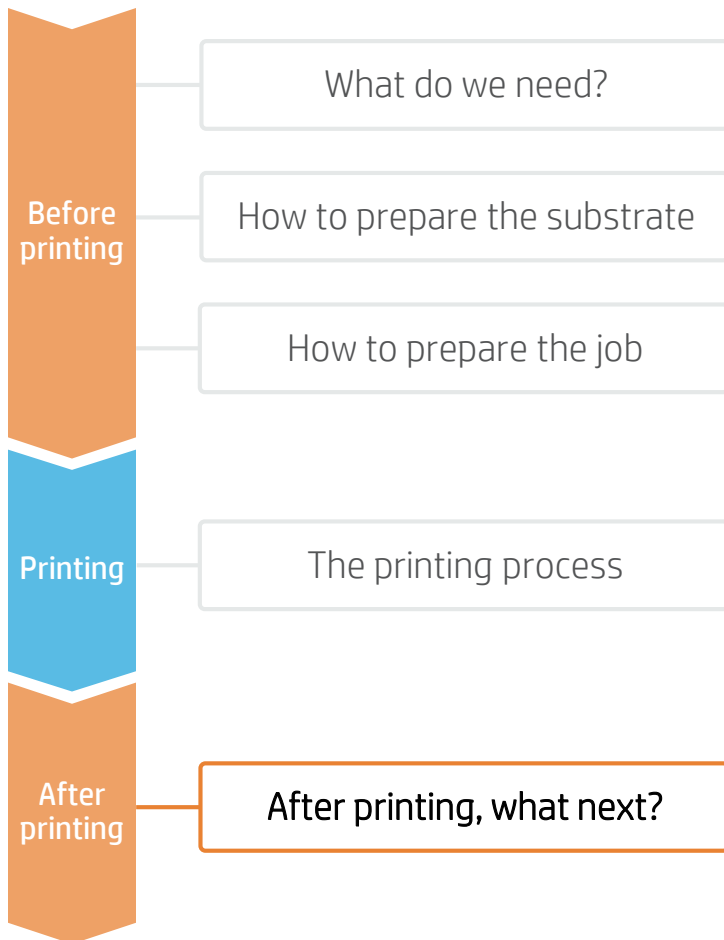 What do we need?
Before
printing
How to prepare the substrate
How to prepare the job
Printing
The printing process
After
printing
After printing, what next?